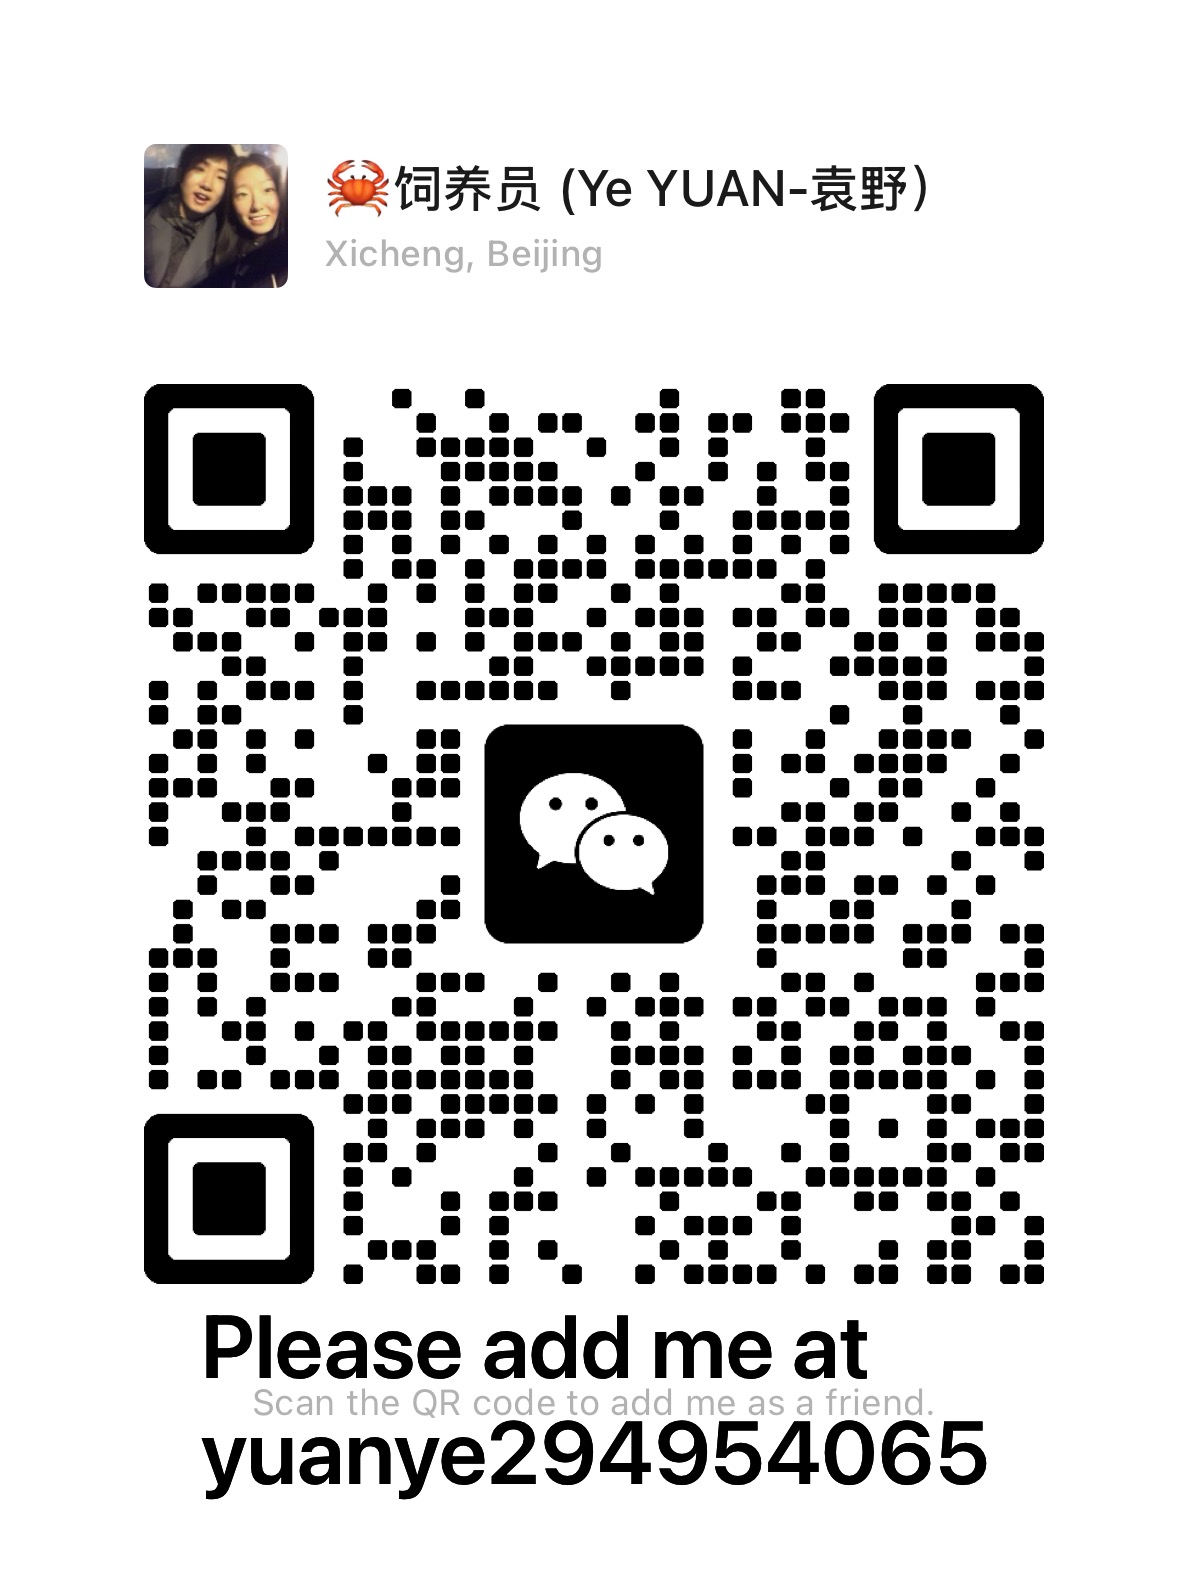 🦀饲养员 (Ye YUAN-袁野)
Xicheng, Beijing
Please add me at
Scan the QR code to add me as a friend.
yuanye294954065